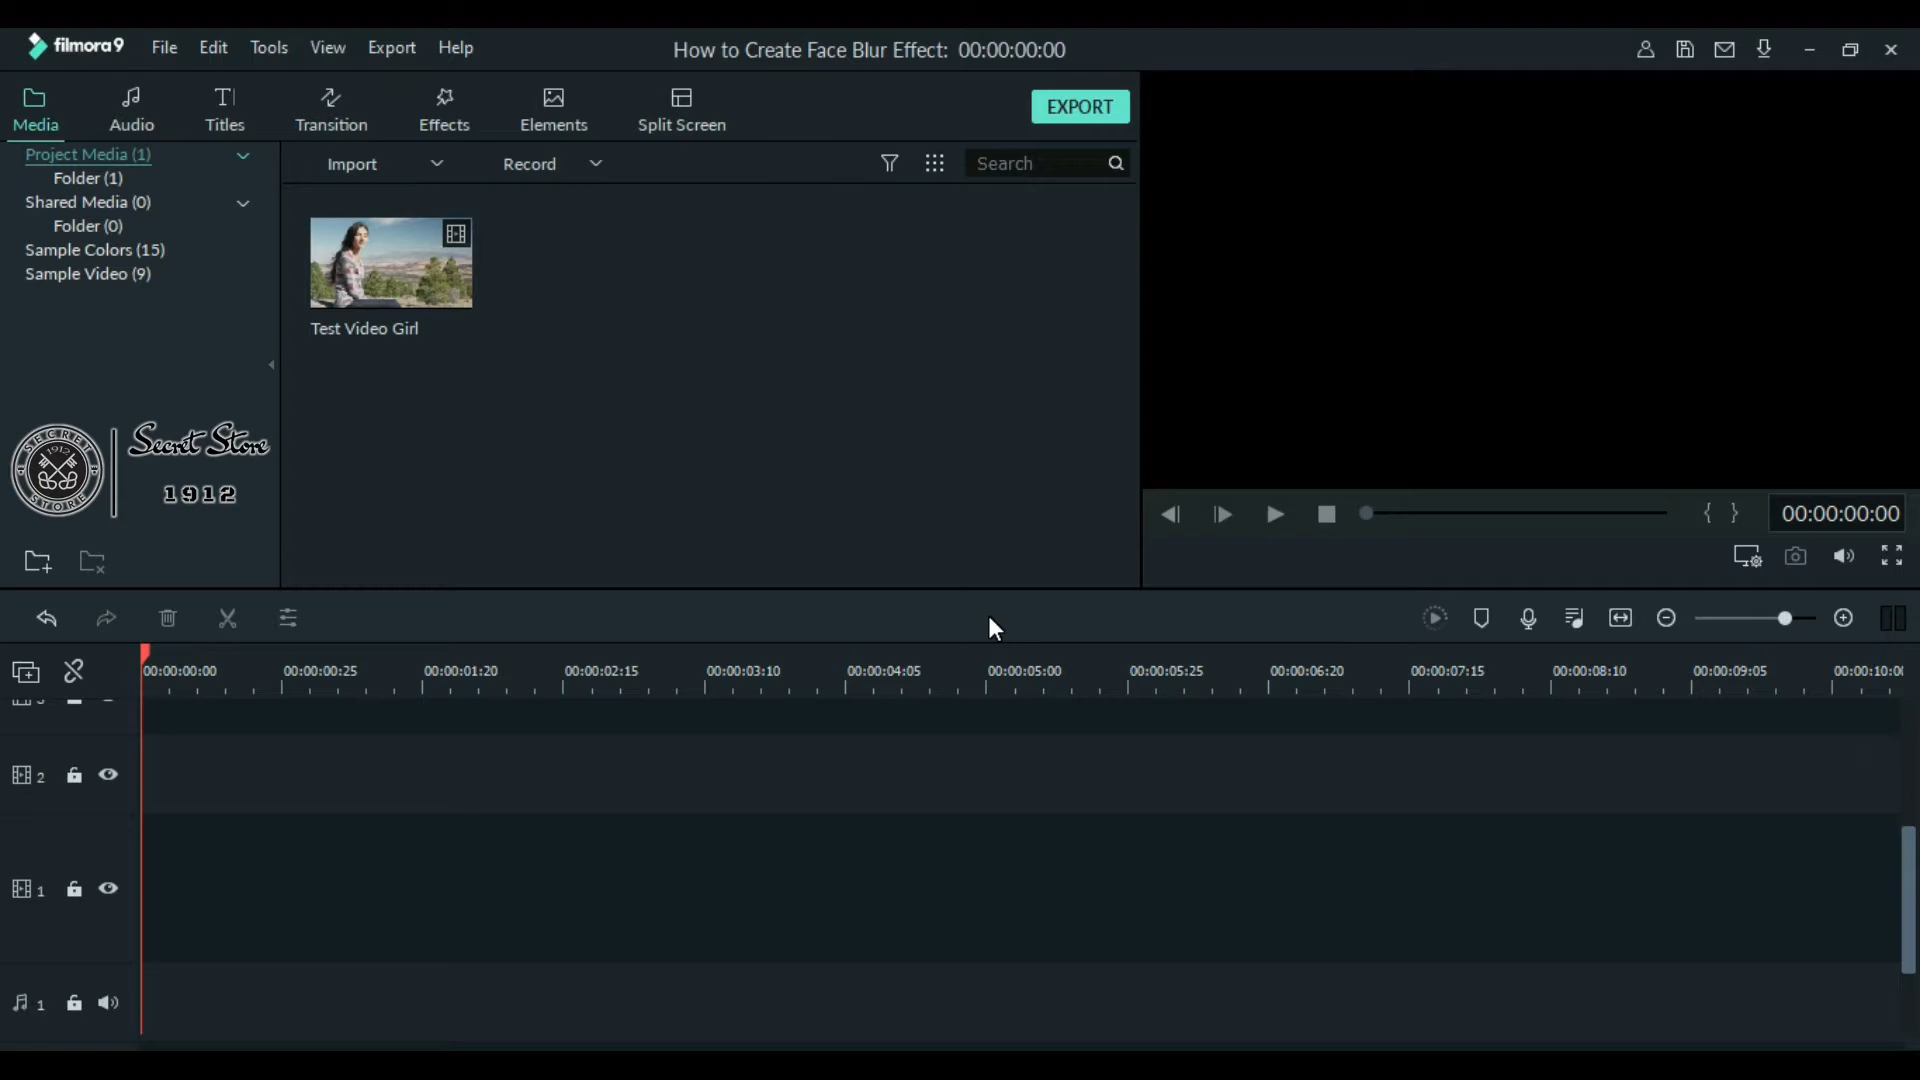 filmora9 File Edit Tools View Export Help How to Create Face Blur Effect: 00:00:00:00
Media Audio Titles Transition Effects Elements Split Screen EXPORT
Project Media (1)
Folder (1)
Shared Media (0)
Folder (0)
Sample Colors (15)
Sample Video (9)
Import Record Search
Test Video Girl
SECRET
1912
STORE
Secret Store
1912
00:00:00:00
00:00:00:00 00:00:00:25 00:00:01:20 00:00:02:15 00:00:03:10 00:00:04:05 00:00:05:00 00:00:05:25 00:00:06:20 00:00:07:15 00:00:08:10 00:00:09:05 00:00:10:00
2
1
1